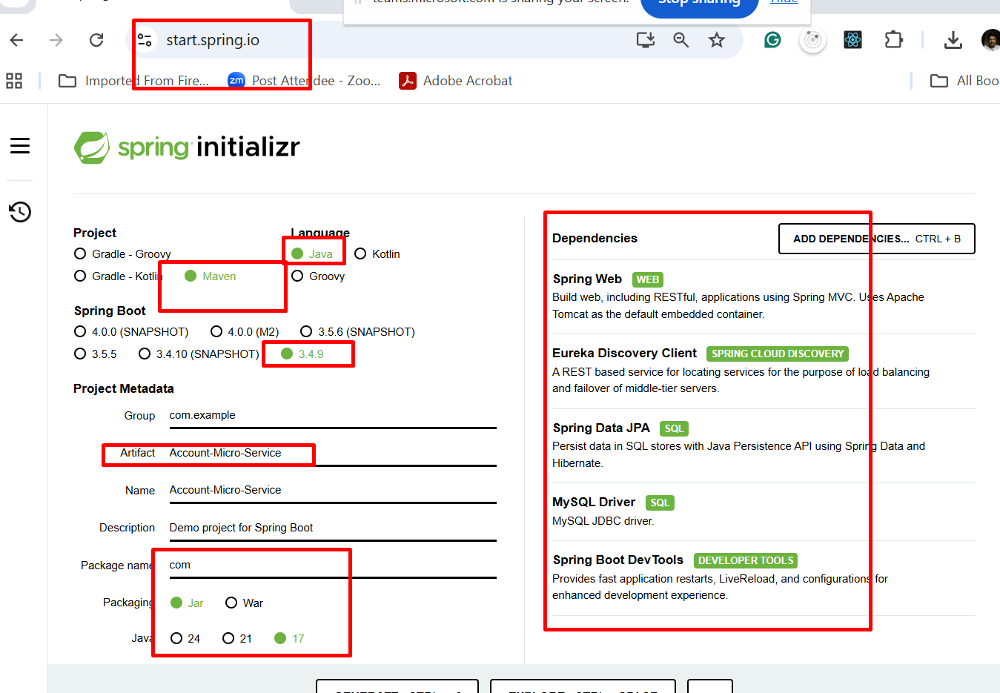 teams.microsoft.com is sharing your screen.
Stop sharing
Hide
start.spring.io
Imported From Fire...
zm
Post Attendee - Zoo...
Adobe Acrobat
All Boo
spring initializr
Project
Gradle - Groovy
Gradle - Kotlin
Maven
Language
Java
Kotlin
Groovy
Spring Boot
4.0.0 (SNAPSHOT)
4.0.0 (M2)
3.5.6 (SNAPSHOT)
3.5.5
3.4.10 (SNAPSHOT)
3.4.9
Project Metadata
Group com.example
Artifact Account-Micro-Service
Name Account-Micro-Service
Description Demo project for Spring Boot
Package name com
Packaging Jar War
Java 24 21 17
Dependencies
ADD DEPENDENCIES... CTRL + B
Spring Web WEB
Build web, including RESTful, applications using Spring MVC. Uses Apache
Tomcat as the default embedded container.
Eureka Discovery Client SPRING CLOUD DISCOVERY
A REST based service for locating services for the purpose of load balancing
and failover of middle-tier servers.
Spring Data JPA SQL
Persist data in SQL stores with Java Persistence API using Spring Data and
Hibernate.
MySQL Driver SQL
MySQL JDBC driver.
Spring Boot DevTools DEVELOPER TOOLS
Provides fast application restarts, LiveReload, and configurations for
enhanced development experience.